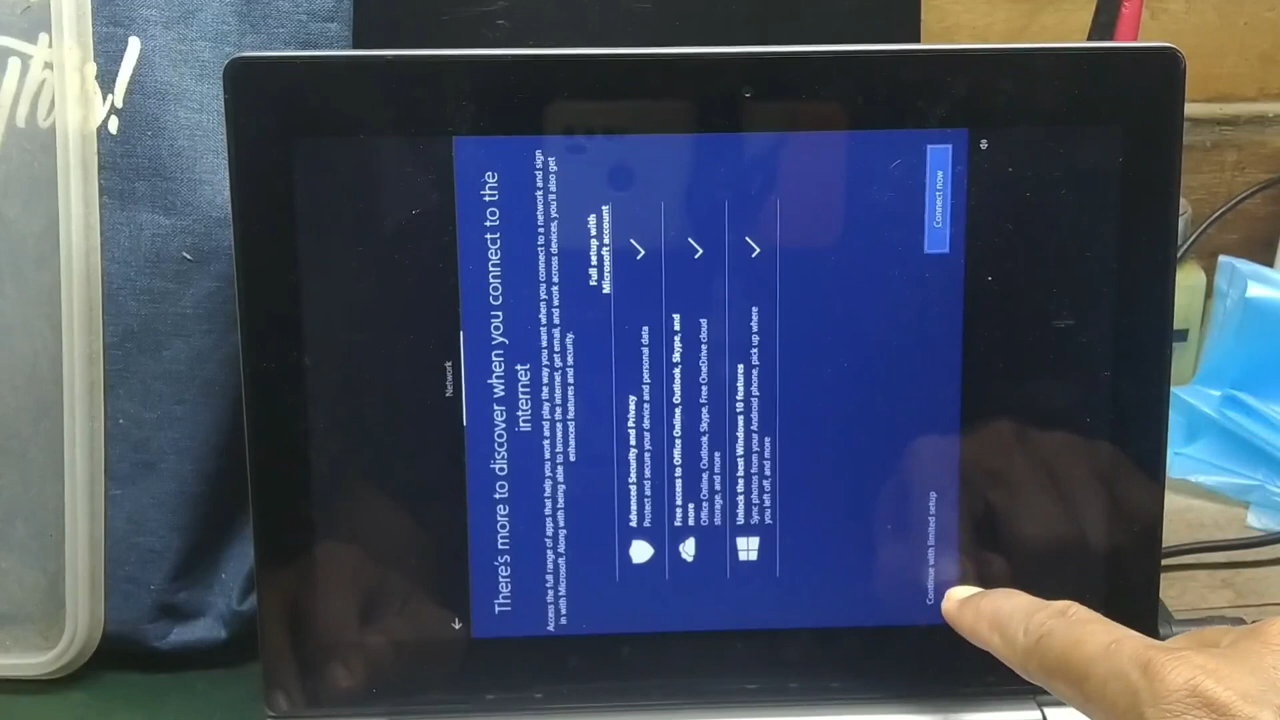 Network
There's more to discover when you connect to the
internet
Access the full range of apps that help you work and play the way you want when you connect to a network and sign
in with Microsoft. Along with being able to browse the internet, get email, and work across devices, you'll also get
enhanced features and security.
Full setup with
Microsoft account
Advanced Security and Privacy
Protect and secure your device and personal data
Free access to Office Online, Outlook, Skype, and
more
Office Online, Outlook, Skype, Free OneDrive cloud
storage, and more
Unlock the best Windows 10 features
Sync photos from your Android phone, pick up where
you left off, and more
Continue with limited setup
Connect now